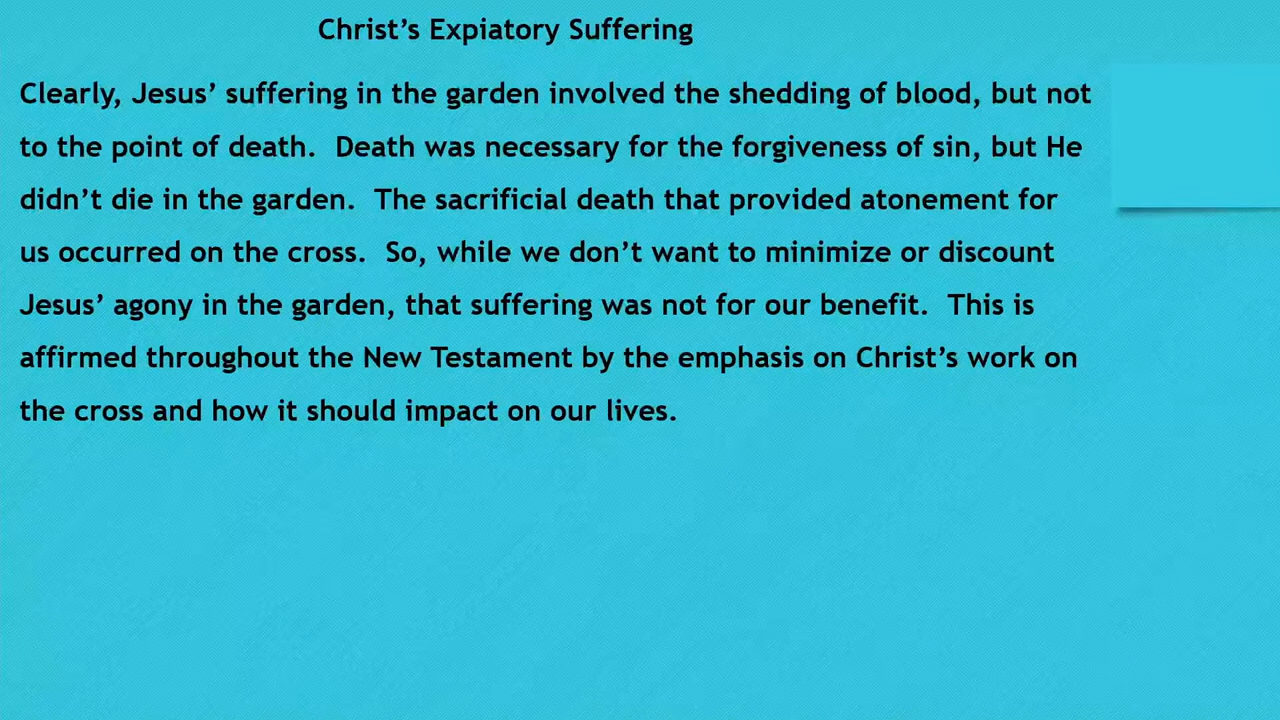 Christ’s Expiatory Suffering
Clearly, Jesus’ suffering in the garden involved the shedding of blood, but not
to the point of death.  Death was necessary for the forgiveness of sin, but He
didn’t die in the garden.  The sacrificial death that provided atonement for
us occurred on the cross.  So, while we don’t want to minimize or discount
Jesus’ agony in the garden, that suffering was not for our benefit.  This is
affirmed throughout the New Testament by the emphasis on Christ’s work on
the cross and how it should impact on our lives.